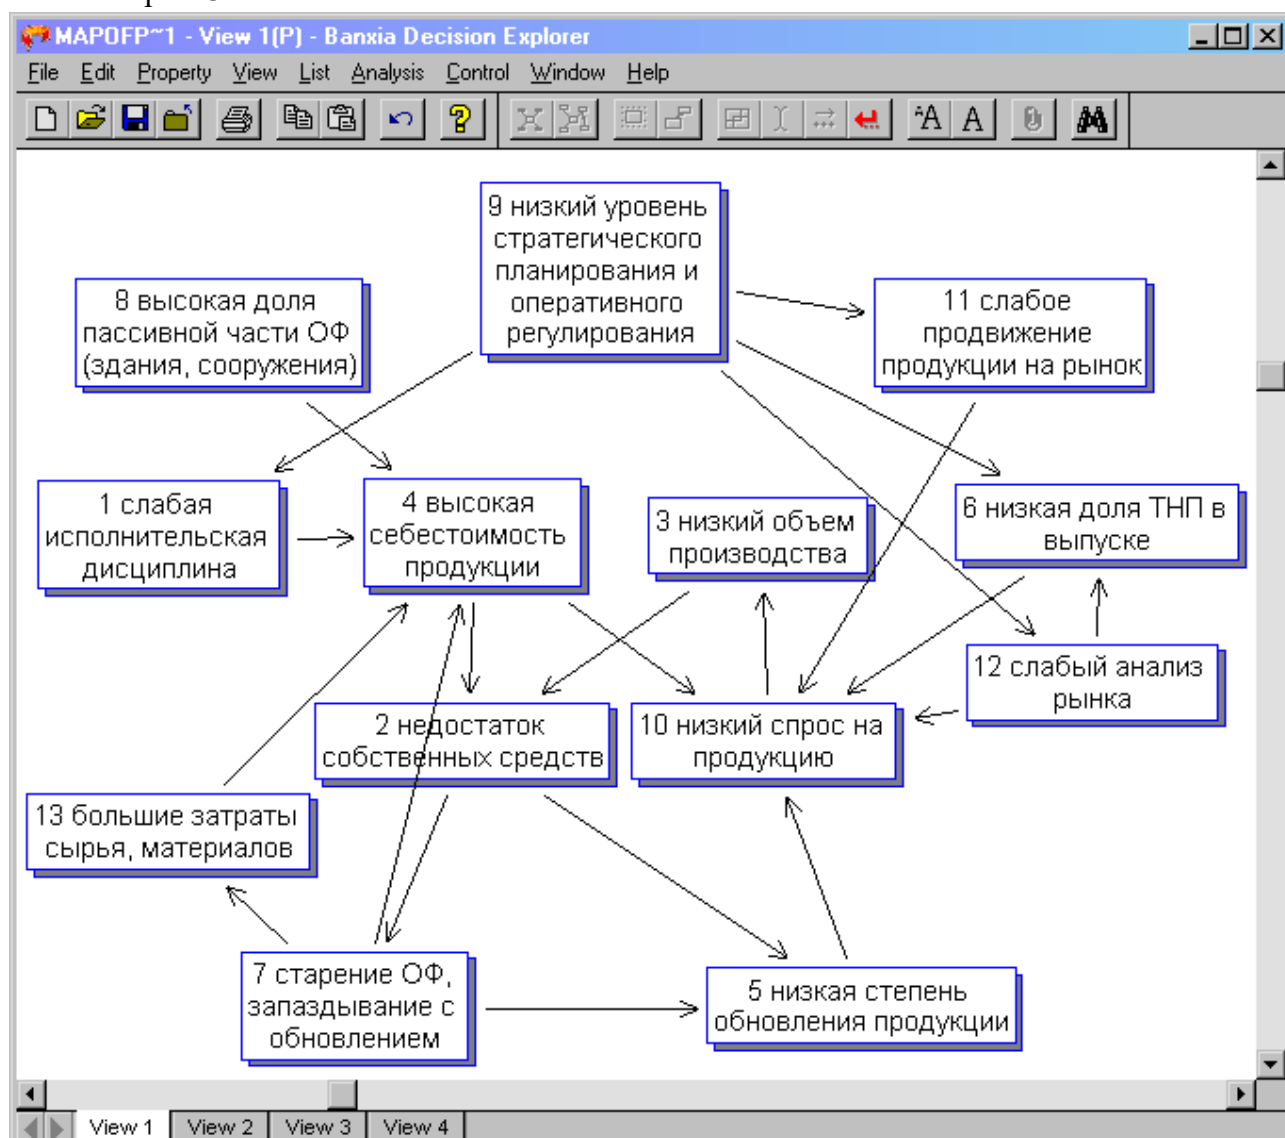 MAPOFP~1 - View 1(P) - Banxia Decision Explorer
File Edit Property View List Analysis Control Window Help
9 низкий уровень
стратегического
планирования и
оперативного
регулирования
8 высокая доля
пассивной части ОФ
(здания, сооружения)
11 слабое
продвижение
продукции на рынок
1 слабая
исполнительская
дисциплина
4 высокая
себестоимость
продукции
3 низкий объем
производства
6 низкая доля ТНП в
выпуске
12 слабый анализ
рынка
2 недостаток
собственных средств
10 низкий спрос на
продукцию
13 большие затраты
сырья, материалов
7 старение ОФ,
запаздывание с
обновлением
5 низкая степень
обновления продукции
View 1 View 2 View 3 View 4